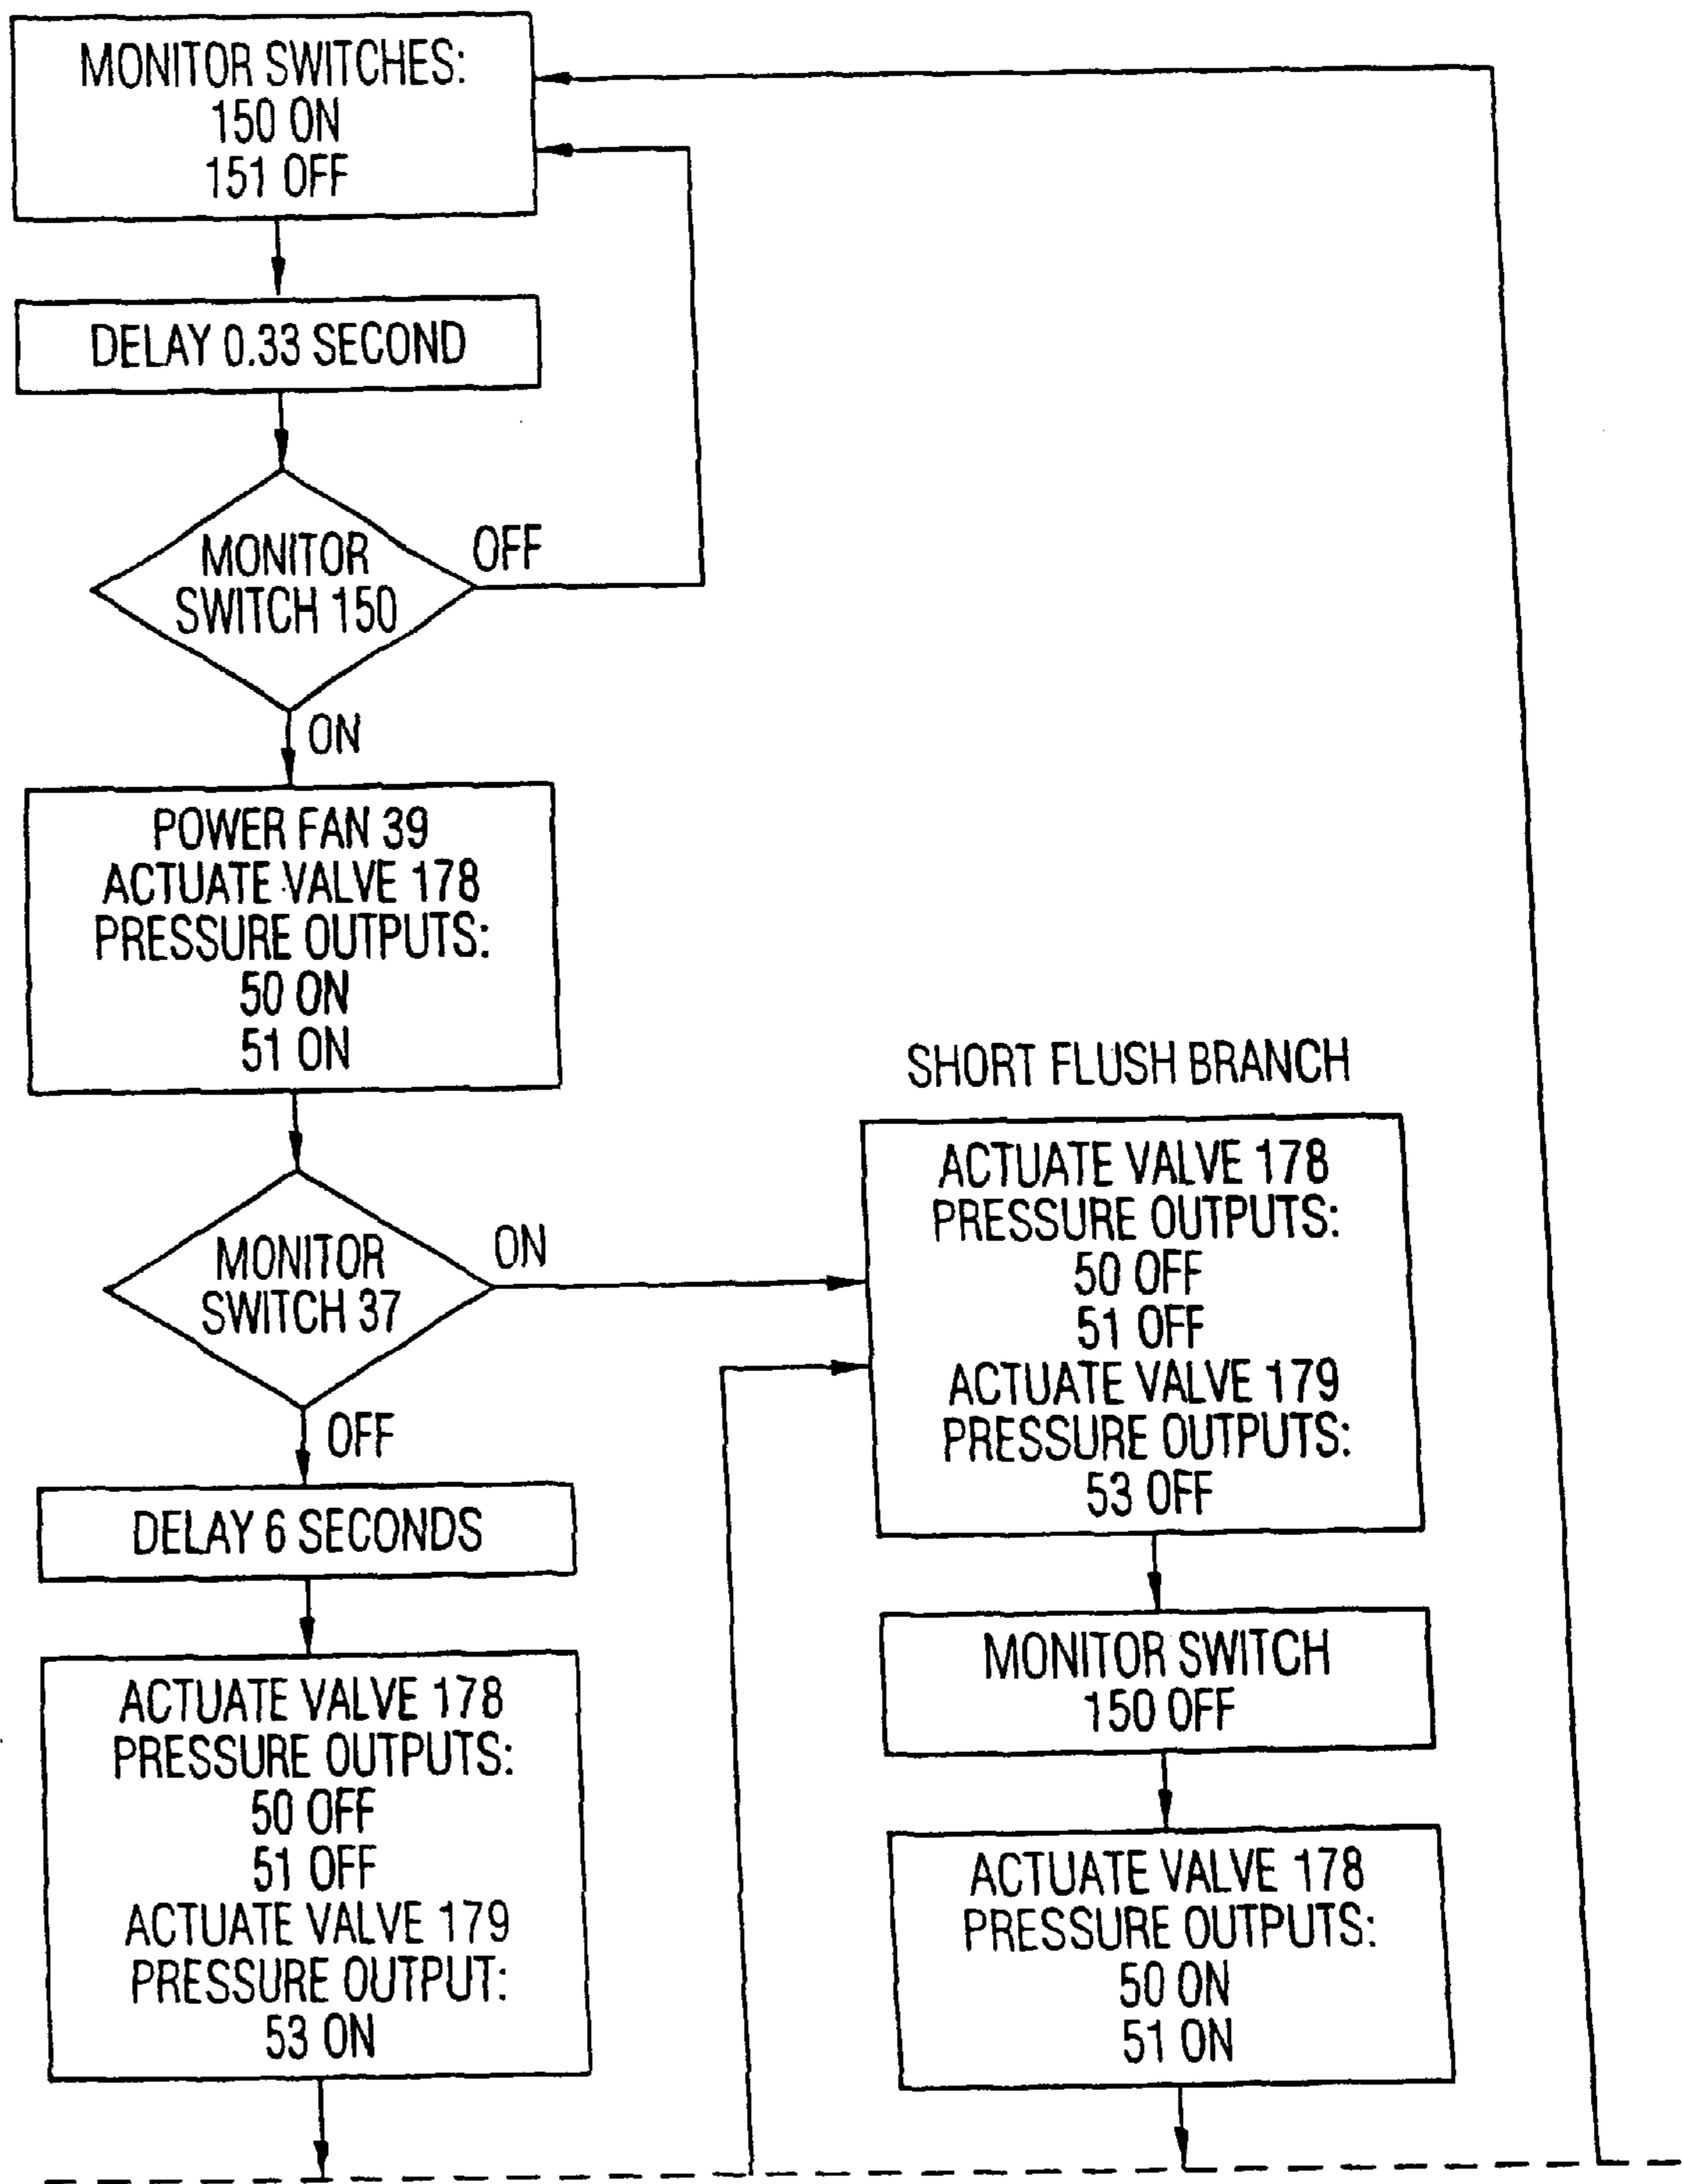 MONITOR SWITCHES:
150 ON
151 OFF
DELAY 0.33 SECOND
MONITOR
SWITCH 150
OFF
ON
POWER FAN 39
ACTUATE VALVE 178
PRESSURE OUTPUTS:
50 ON
51 ON
MONITOR
SWITCH 37
ON
OFF
DELAY 6 SECONDS
ACTUATE VALVE 178
PRESSURE OUTPUTS:
50 OFF
51 OFF
ACTUATE VALVE 179
PRESSURE OUTPUT:
53 ON
SHORT FLUSH BRANCH
ACTUATE VALVE 178
PRESSURE OUTPUTS:
50 OFF
51 OFF
ACTUATE VALVE 179
PRESSURE OUTPUTS:
53 OFF
MONITOR SWITCH
150 OFF
ACTUATE VALVE 178
PRESSURE OUTPUTS:
50 ON
51 ON